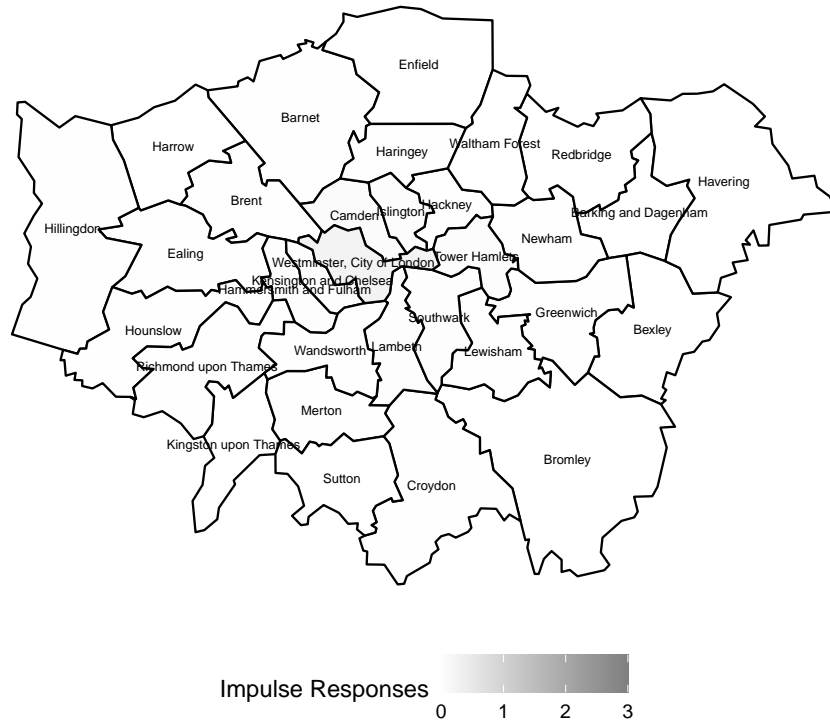 Enfield
Barnet
Waltham Forest
Harrow
Haringey
Redbridge
Havering
Brent
Hackney
Camden
Islington
Barking and Dagenham
Hillingdon
Newham
Ealing
Tower Hamlets
Westminster, City of London
Kensington and Chelsea
Hammersmith and Fulham
Greenwich
Southwark
Hounslow
Bexley
Wandsworth
Lambeth
Lewisham
Richmond upon Thames
Merton
Kingston upon Thames
Bromley
Sutton
Croydon
Impulse Responses
0 1 2 3